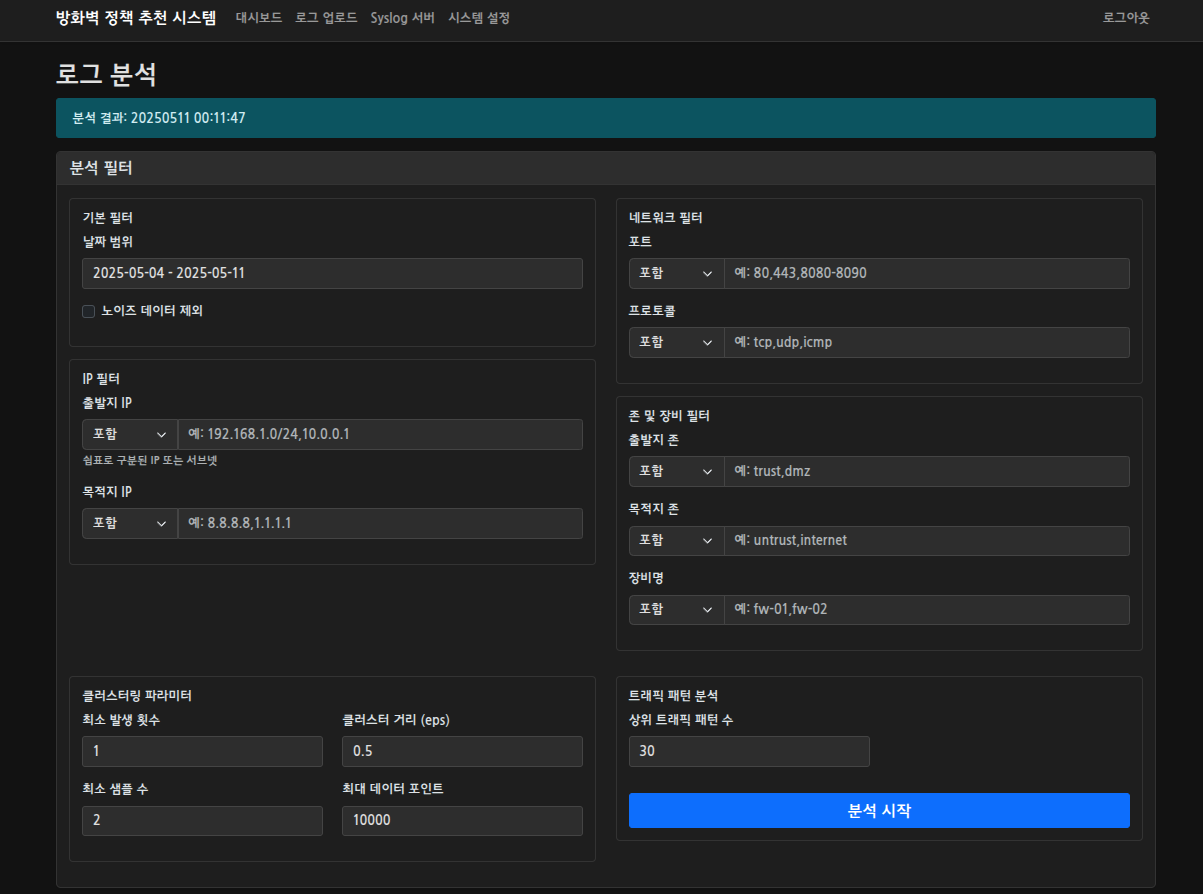 방화벽 정책 추천 시스템 대시보드 로그 업로드 Syslog 서버 시스템 설정 로그아웃
로그 분석
분석 결과: 20250511 00:11:47
분석 필터
기본 필터
날짜 범위
2025-05-04 - 2025-05-11
노이즈 데이터 제외
IP 필터
출발지 IP
포함 예: 192.168.1.0/24,10.0.0.1
쉼표로 구분된 IP 또는 서브넷
목적지 IP
포함 예: 8.8.8.8,1.1.1.1
네트워크 필터
포트
포함 예: 80,443,8080-8090
프로토콜
포함 예: tcp,udp,icmp
존 및 장비 필터
출발지 존
포함 예: trust,dmz
목적지 존
포함 예: untrust,internet
장비명
포함 예: fw-01,fw-02
클러스터링 파라미터
최소 발생 횟수 클러스터 거리 (eps)
1 0.5
최소 샘플 수 최대 데이터 포인트
2 10000
트래픽 패턴 분석
상위 트래픽 패턴 수
30
분석 시작